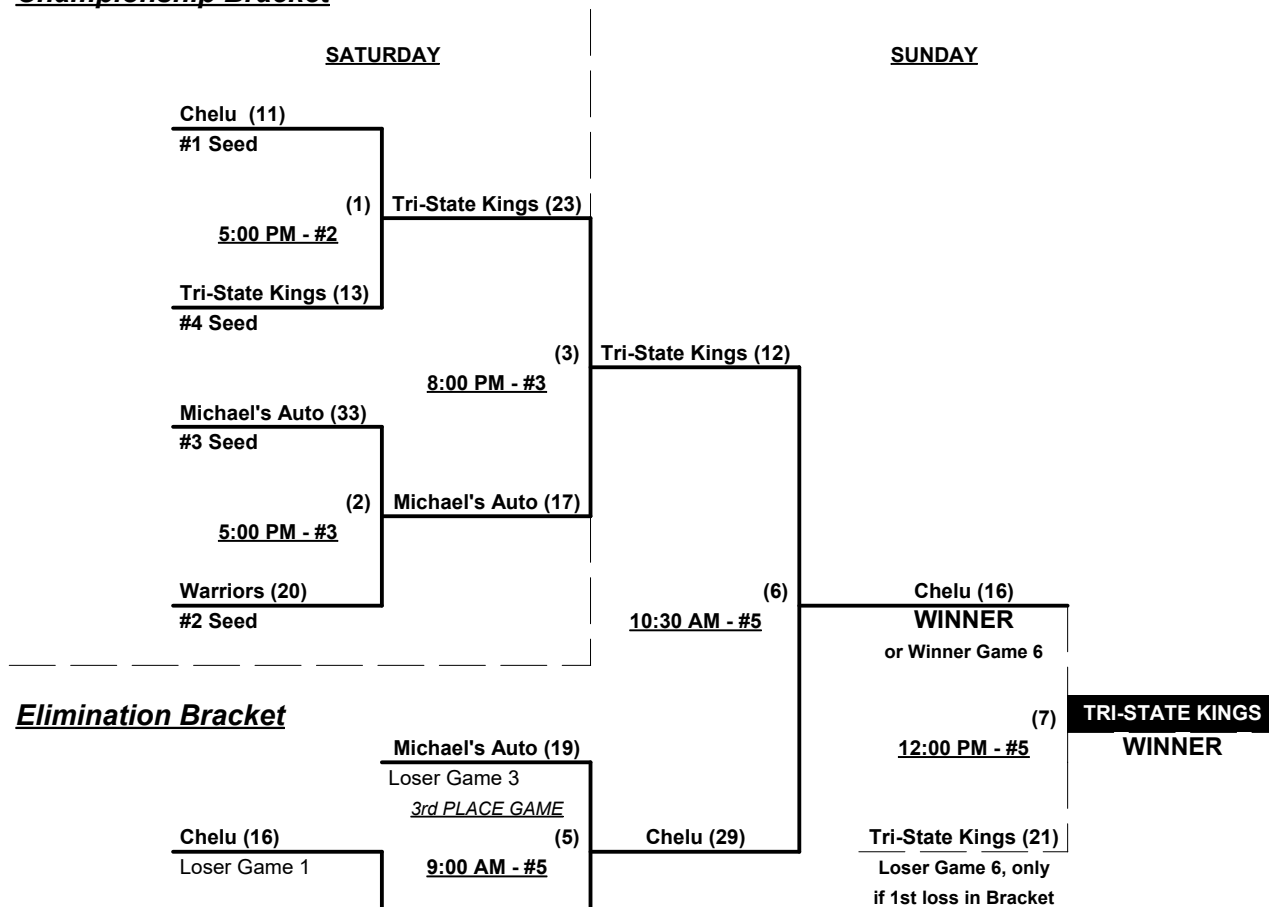 Championship Bracket
SATURDAY
SUNDAY
Chelu (11)
#1 Seed
(1)
Tri-State Kings (23)
5:00 PM - #2
Tri-State Kings (13)
#4 Seed
(3)
Tri-State Kings (12)
8:00 PM - #3
Michael's Auto (33)
#3 Seed
(2)
Michael's Auto (17)
5:00 PM - #3
Warriors (20)
#2 Seed
(6)
10:30 AM - #5
Chelu (16)
WINNER
or Winner Game 6
Elimination Bracket
(7)
TRI-STATE KINGS
12:00 PM - #5
WINNER
Michael's Auto (19)
Loser Game 3
3rd PLACE GAME
Chelu (16)
Loser Game 1
(5)
9:00 AM - #5
Chelu (29)
Tri-State Kings (21)
Loser Game 6, only
if 1st loss in Bracket